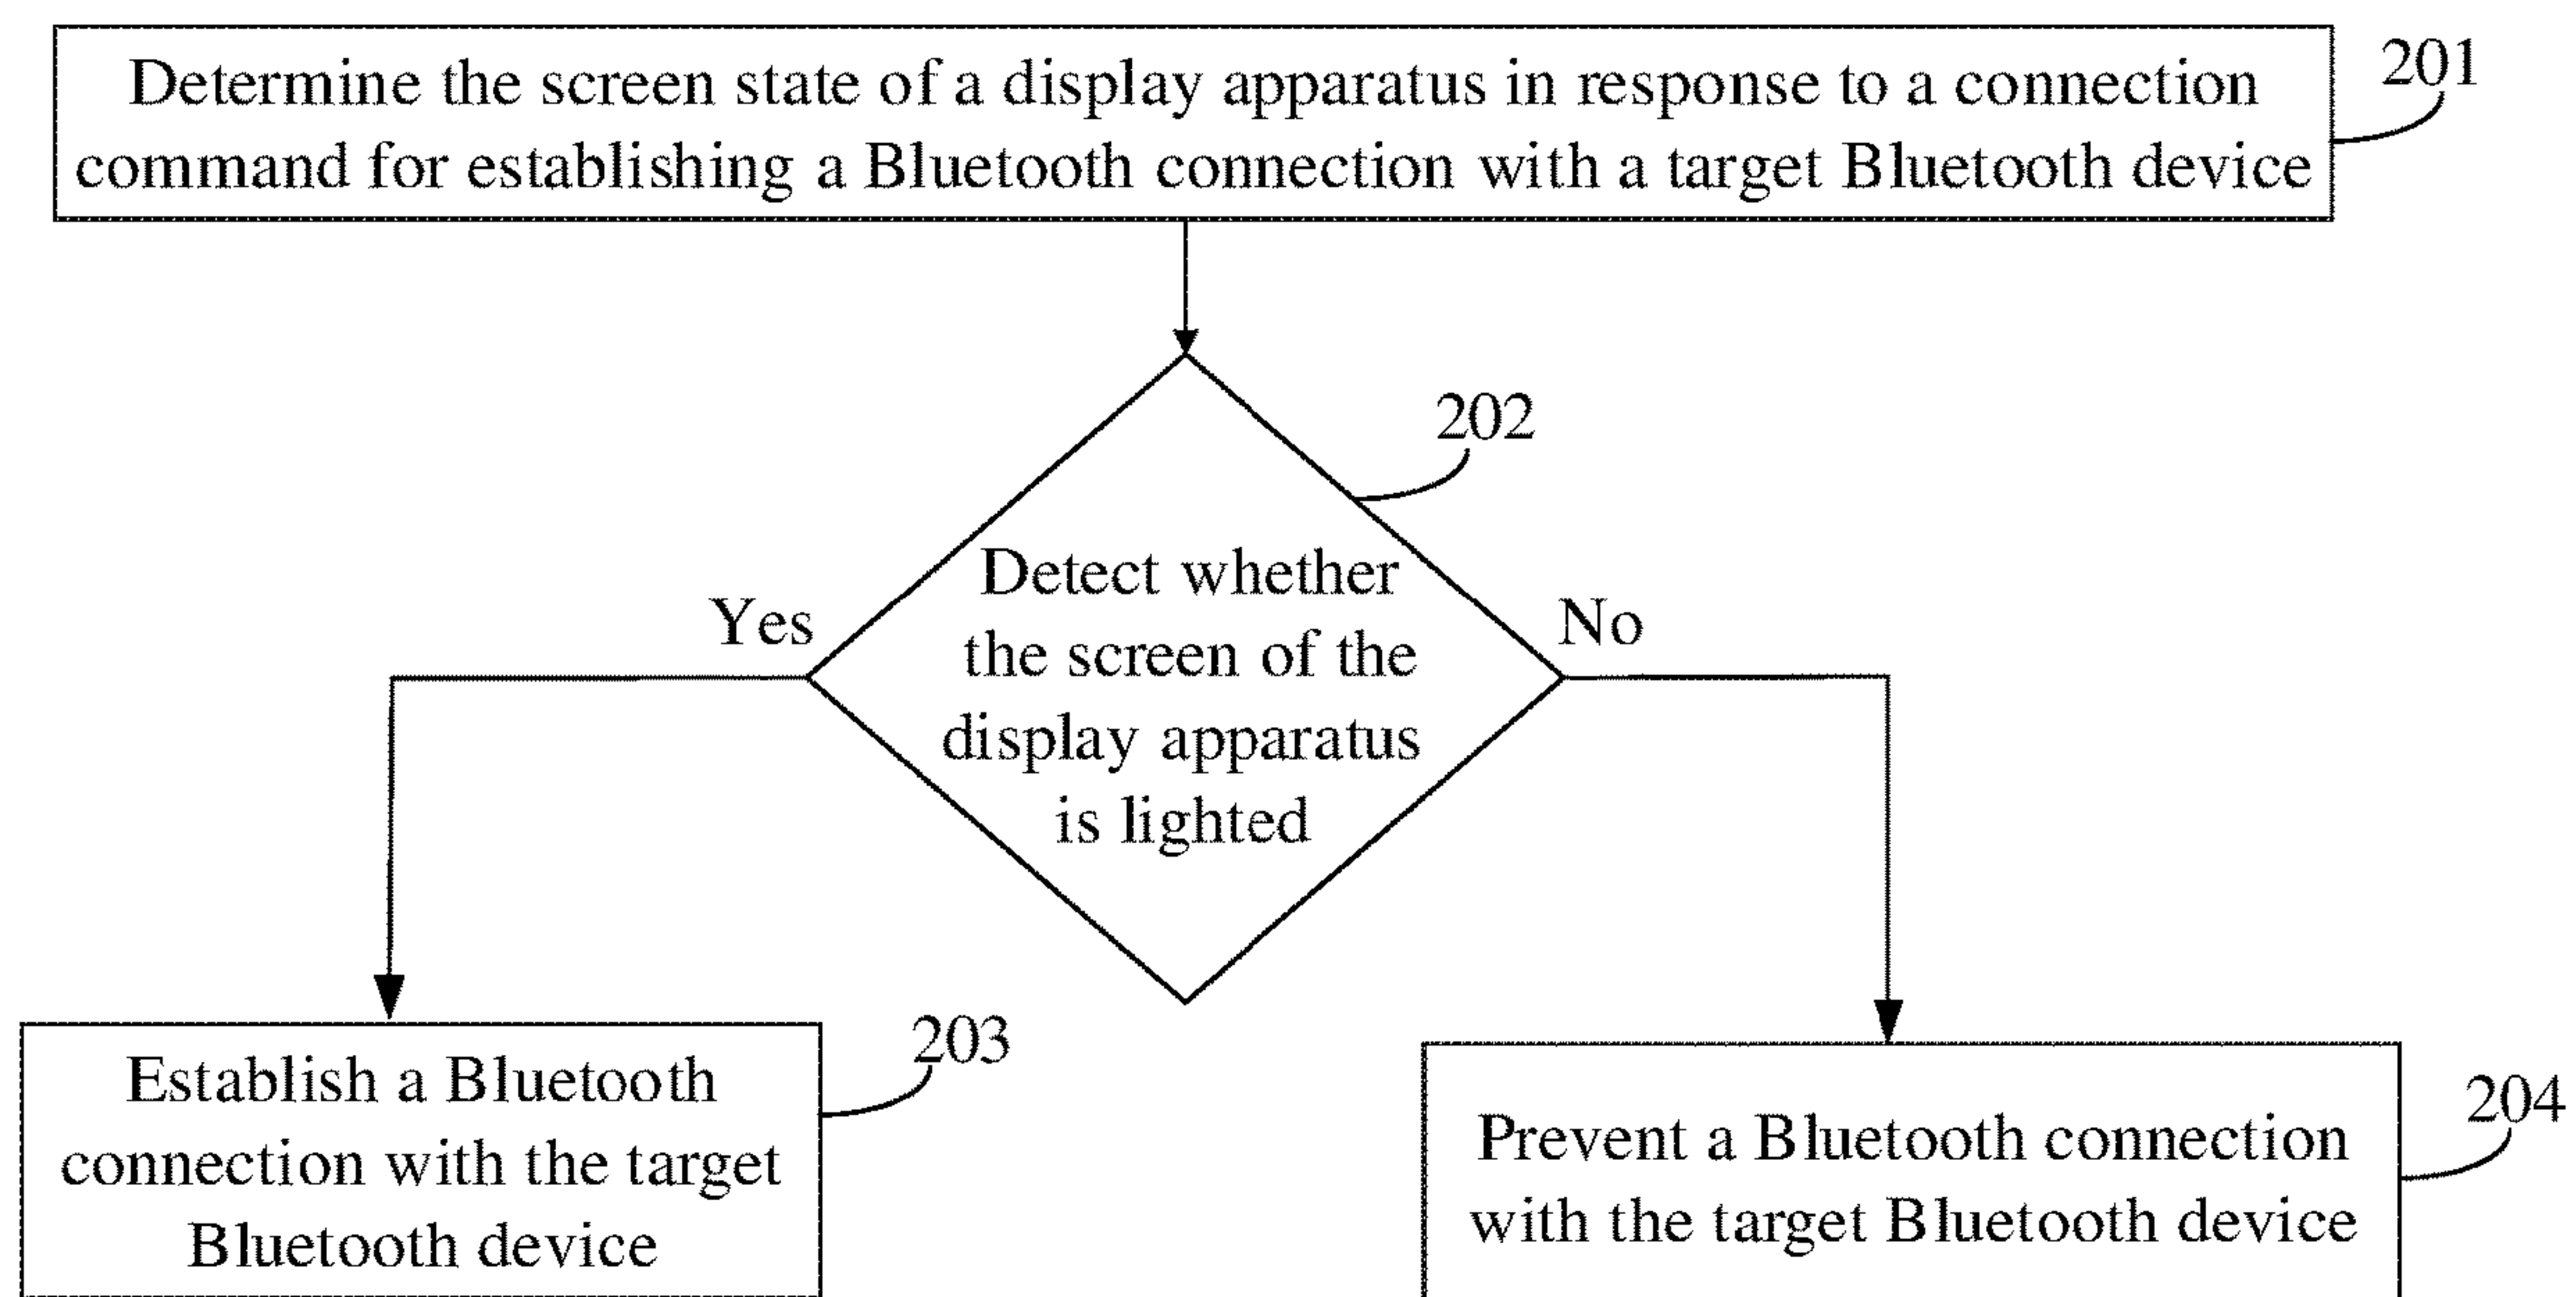 Determine the screen state of a display apparatus in response to a connection
command for establishing a Bluetooth connection with a target Bluetooth device
201
202
Detect whether
the screen of the
display apparatus
is lighted
Yes
No
Establish a Bluetooth
connection with the target
Bluetooth device
203
Prevent a Bluetooth connection
with the target Bluetooth device
204